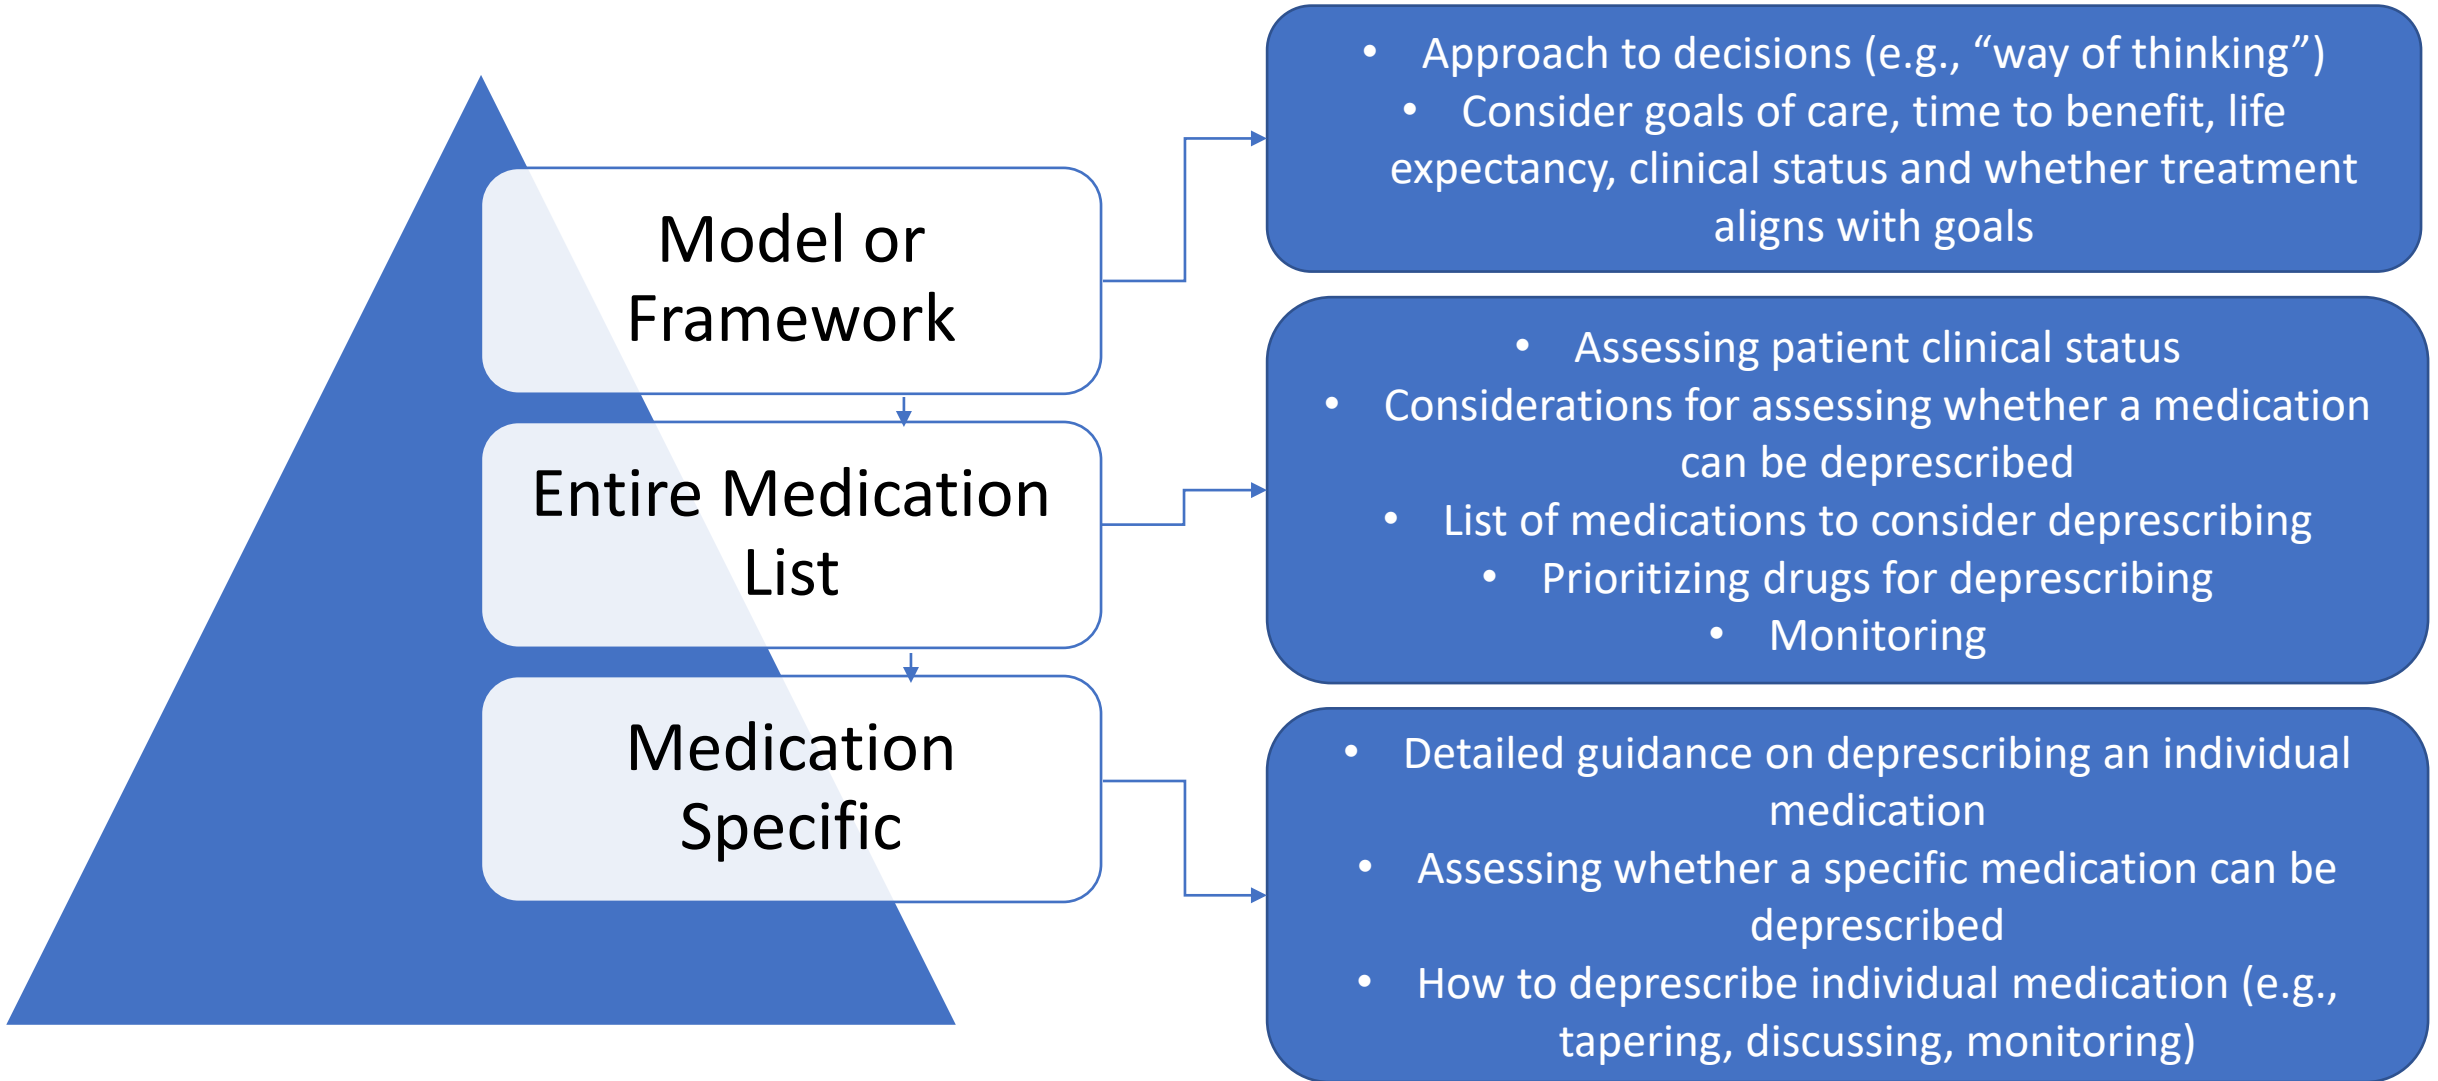 Model or
Framework
Entire Medication
List
Medication
Specific
• Approach to decisions (e.g., “way of thinking”)
• Consider goals of care, time to benefit, life
expectancy, clinical status and whether treatment
aligns with goals
• Assessing patient clinical status
• Considerations for assessing whether a medication
can be deprescribed
• List of medications to consider deprescribing
• Prioritizing drugs for deprescribing
• Monitoring
• Detailed guidance on deprescribing an individual
medication
• Assessing whether a specific medication can be
deprescribed
• How to deprescribe individual medication (e.g.,
tapering, discussing, monitoring)